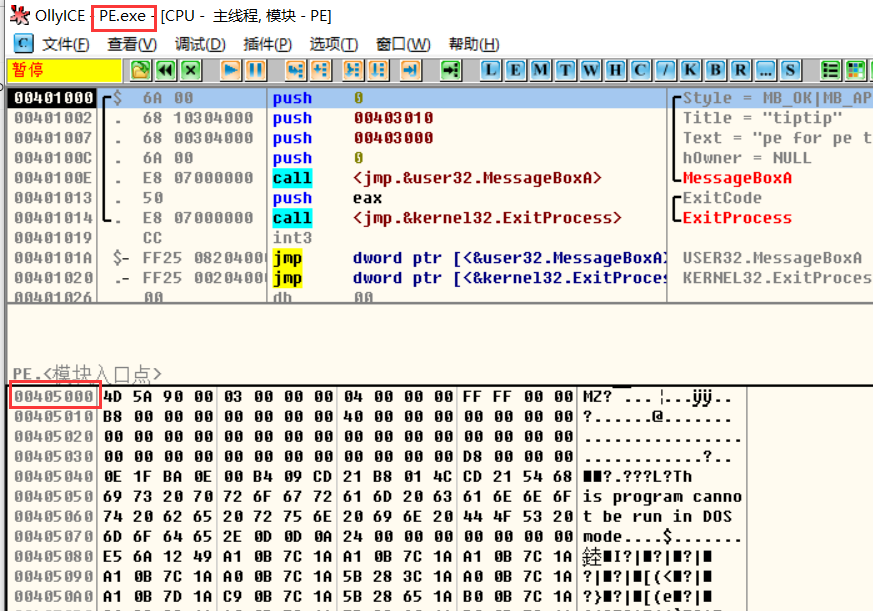 OllyICE - PE.exe - [CPU - 主线程, 模块 - PE]
C 文件(F) 查看(V) 调试(D) 插件(P) 选项(T) 窗口(W) 帮助(H)
暂停 L E M T W H C / K B R ... S
00401000 $ 6A 00 push 0 Style = MB_OK|MB_AP
00401002 . 68 10304000 push 00403010 Title = "tiptip"
00401007 . 68 00304000 push 00403000 Text = "pe for pe t
0040100C . 6A 00 push 0 hOwner = NULL
0040100E . E8 07000000 call <jmp.&user32.MessageBoxA> MessageBoxA
00401013 . 50 push eax ExitCode
00401014 . E8 07000000 call <jmp.&kernel32.ExitProcess> ExitProcess
00401019 CC int3
0040101A $- FF25 0820400 jmp dword ptr [<&user32.MessageBoxA> USER32.MessageBoxA
00401020 .- FF25 0020400 jmp dword ptr [<&kernel32.ExitProce KERNEL32.ExitProces
00401026 00 db 00
PE.<模块入口点>
00405000 4D 5A 90 00 03 00 00 00 04 00 00 00 FF FF 00 00 MZ? ... ¦...ÿÿ..
00405010 B8 00 00 00 00 00 00 00 40 00 00 00 00 00 00 00 ?.......@.......
00405020 00 00 00 00 00 00 00 00 00 00 00 00 00 00 00 00 ................
00405030 00 00 00 00 00 00 00 00 00 00 00 00 D8 00 00 00 ............?..
00405040 0E 1F BA 0E 00 B4 09 CD 21 B8 01 4C CD 21 54 68 ?.???L?Th
00405050 69 73 20 70 72 6F 67 72 61 6D 20 63 61 6E 6E 6F is program canno
00405060 74 20 62 65 20 72 75 6E 20 69 6E 20 44 4F 53 20 t be run in DOS
00405070 6D 6F 64 65 2E 0D 0D 0A 24 00 00 00 00 00 00 00 mode....$.......
00405080 E5 6A 12 49 A1 0B 7C 1A A1 0B 7C 1A A1 0B 7C 1A
00405090 A1 0B 7C 1A A0 0B 7C 1A 5B 28 3C 1A A0 0B 7C 1A
004050A0 A1 0B 7D 1A C9 0B 7C 1A 5B 28 65 1A B0 0B 7C 1A